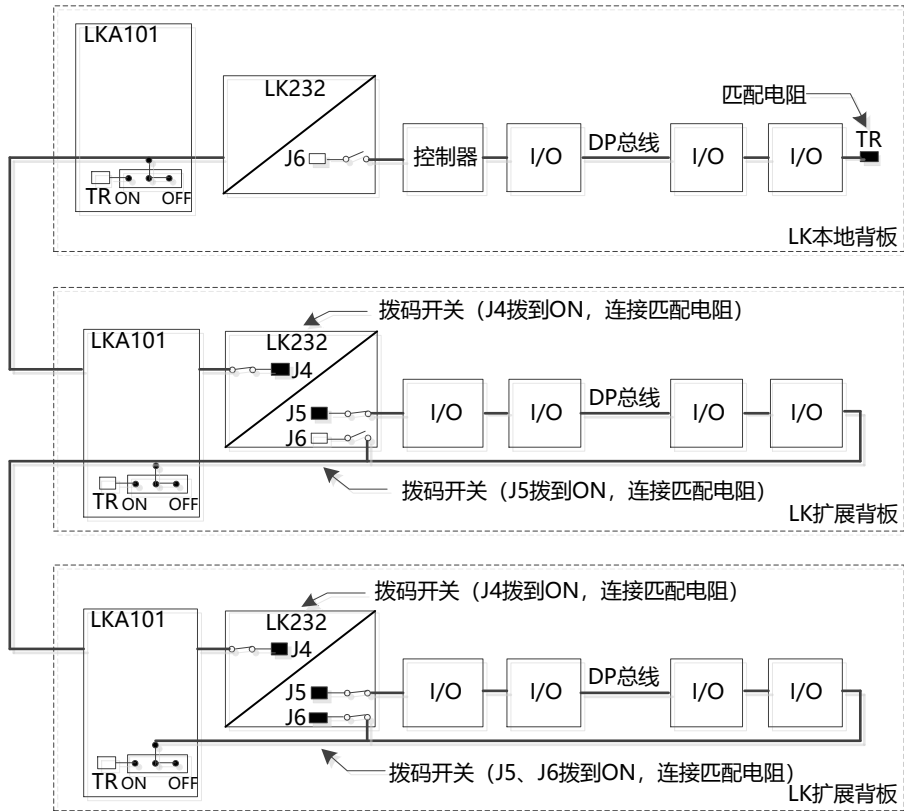 LKA101
LK232
匹配电阻
TR
J6
控制器
I/O
DP总线
I/O
I/O
TR
ON
OFF
LK本地背板
拨码开关（J4拨到ON，连接匹配电阻）
LKA101
LK232
J4
J5
I/O
I/O
DP总线
I/O
I/O
J6
拨码开关（J5拨到ON，连接匹配电阻）
TR
ON
OFF
LK扩展背板
拨码开关（J4拨到ON，连接匹配电阻）
LKA101
LK232
J4
J5
I/O
I/O
DP总线
I/O
I/O
J6
TR
ON
OFF
拨码开关（J5、J6拨到ON，连接匹配电阻）
LK扩展背板